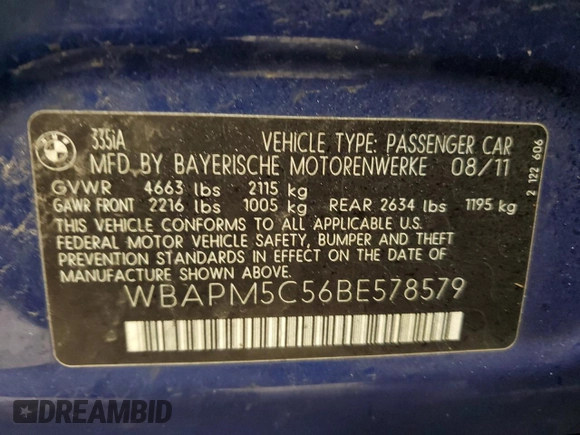 BMW
335iA VEHICLE TYPE: PASSENGER CAR
MFD. BY BAYERISCHE MOTORENWERKE 08/11
GVWR 4663 lbs 2115 kg
GAWR FRONT 2216 lbs 1005 kg REAR 2634 lbs 1195 kg
THIS VEHICLE CONFORMS TO ALL APPLICABLE U.S.
FEDERAL MOTOR VEHICLE SAFETY, BUMPER AND THEFT
PREVENTION STANDARDS IN EFFECT ON THE DATE OF
MANUFACTURE SHOWN ABOVE.
WBAPM5C56BE578579
2 122 606
DREAMBID